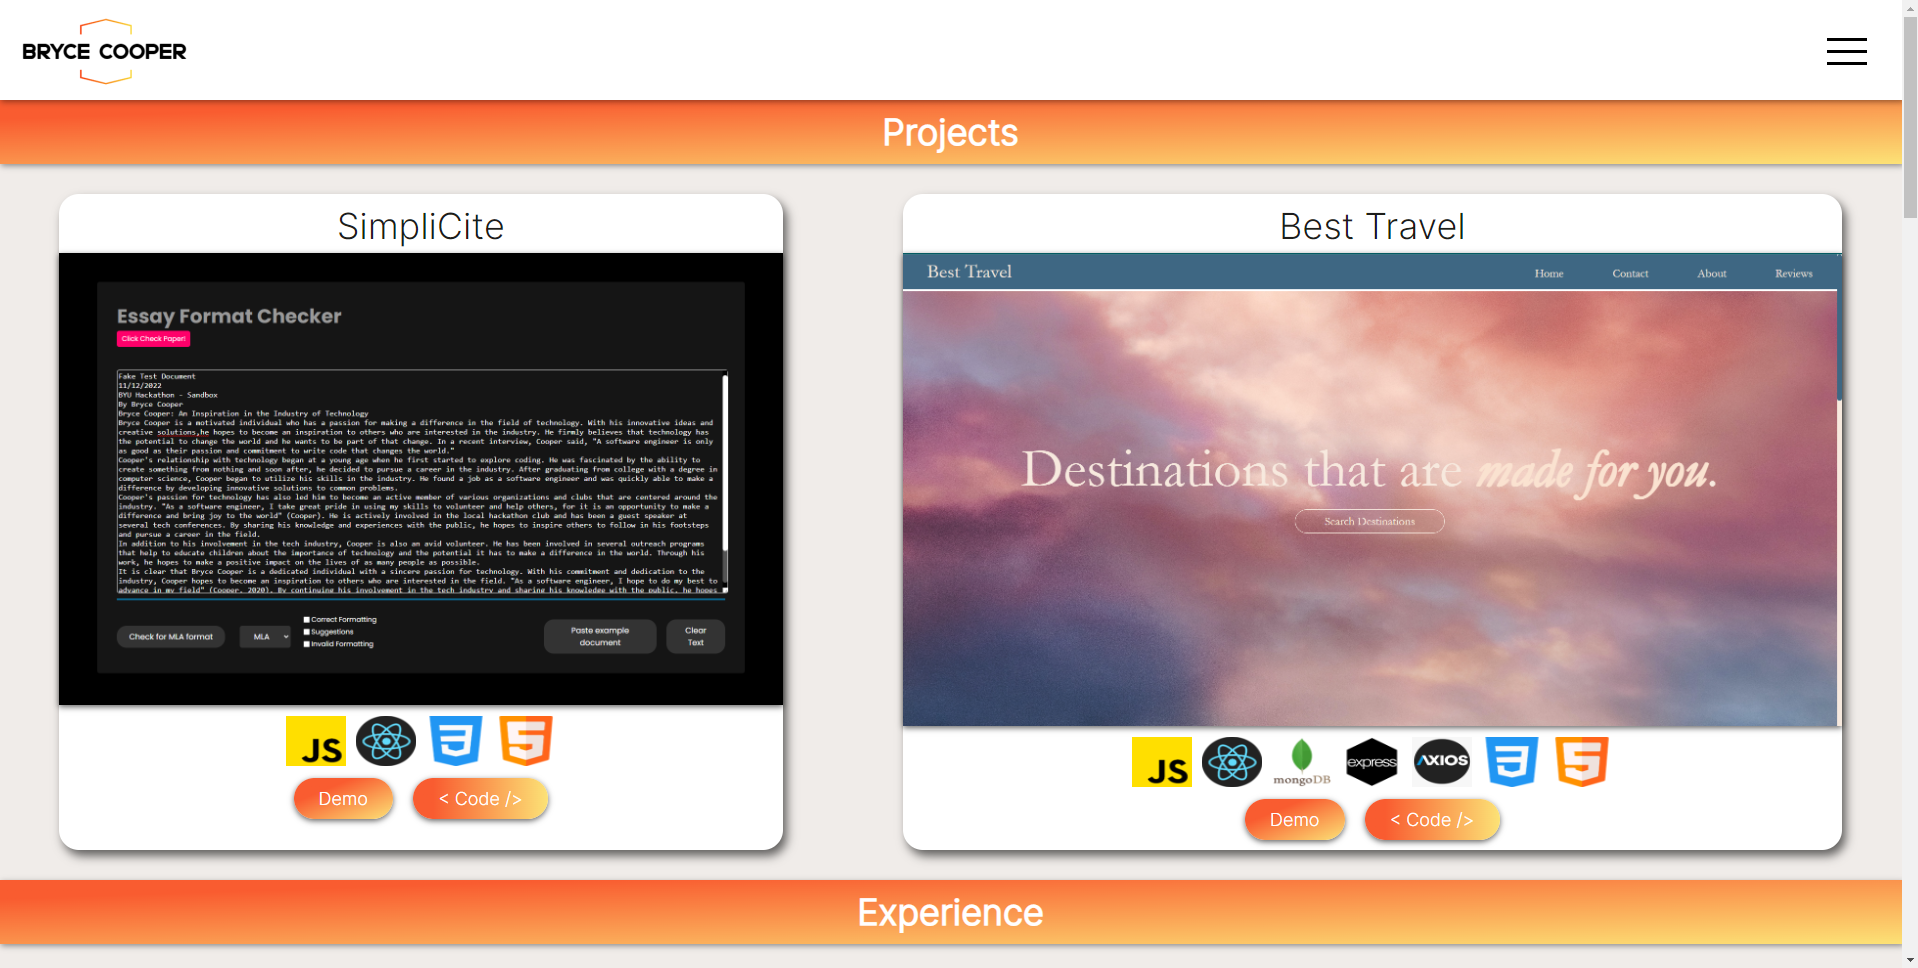 BRYCE COOPER
Projects
SimpliCite
Essay Format Checker
Click Check Paper!
Fake Test Document
11/12/2022
BYU Hackathon - Sandbox
By Bryce Cooper
Bryce Cooper: An Inspiration in the Industry of Technology
Bryce Cooper is a motivated individual who has a passion for making a difference in the field of technology. With his innovative ideas and
creative solutions,he hopes to become an inspiration to others who are interested in the industry. He firmly believes that technology has
the potential to change the world and he wants to be part of that change. In a recent interview, Cooper said, "A software engineer is only
as good as their passion and commitment to write code that changes the world."
Cooper's relationship with technology began at a young age when he first started to explore coding. He was fascinated by the ability to
create something from nothing and soon after, he decided to pursue a career in the industry. After graduating from college with a degree in
computer science, Cooper began to utilize his skills in the industry. He found a job as a software engineer and was quickly able to make a
difference by developing innovative solutions to common problems.
Cooper's passion for technology has also led him to become an active member of various organizations and clubs that are centered around the
industry. "As a software engineer, I take great pride in using my skills to volunteer and help others, for it is an opportunity to make a
difference and bring joy to the world" (Cooper). He is actively involved in the local hackathon club and has been a guest speaker at
several tech conferences. By sharing his knowledge and experiences with the public, he hopes to inspire others to follow in his footsteps
and pursue a career in the field.
In addition to his involvement in the tech industry, Cooper is also an avid volunteer. He has been involved in several outreach programs
that help to educate children about the importance of technology and the potential it has to make a difference in the world. Through his
work, he hopes to make a positive impact on the lives of as many people as possible.
It is clear that Bryce Cooper is a dedicated individual with a sincere passion for technology. With his commitment and dedication to the
industry, Cooper hopes to become an inspiration to others who are interested in the field. "As a software engineer, I hope to do my best to
advance in my field" (Cooper, 2020). By continuing his involvement in the tech industry and sharing his knowledge with the public, he hopes
Check for MLA format
MLA
Correct Formatting
Suggestions
Invalid Formatting
Paste example
document
Clear
Text
JS
Demo
< Code />
Best Travel
Best Travel
Home
Contact
About
Reviews
Destinations that are made for you.
Search Destinations
JS
mongoDB
express
AXIOS
Demo
< Code />
Experience